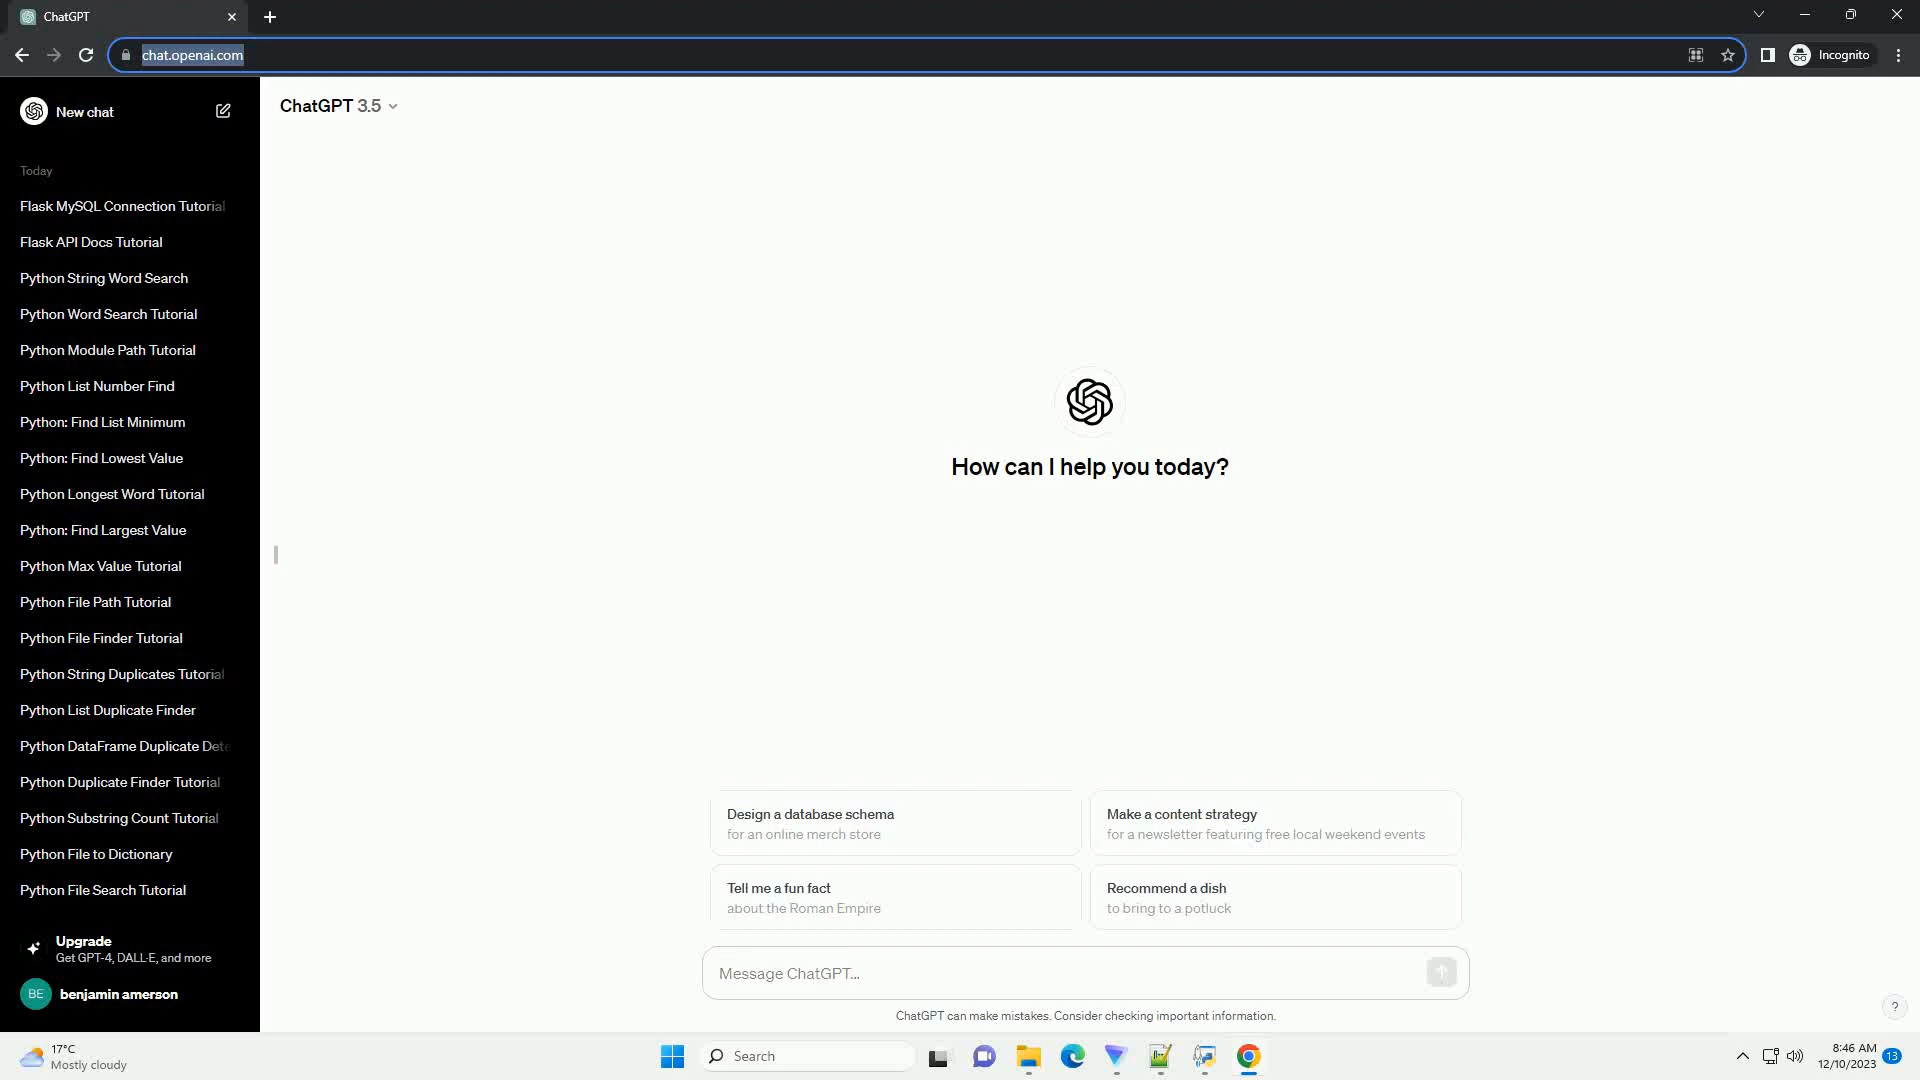 ChatGPT
chat.openai.com
Incognito
New chat
ChatGPT 3.5
Today
Flask MySQL Connection Tutorial
Flask API Docs Tutorial
Python String Word Search
Python Word Search Tutorial
Python Module Path Tutorial
Python List Number Find
Python: Find List Minimum
Python: Find Lowest Value
Python Longest Word Tutorial
Python: Find Largest Value
Python Max Value Tutorial
Python File Path Tutorial
Python File Finder Tutorial
Python String Duplicates Tutorial
Python List Duplicate Finder
Python DataFrame Duplicate Dete
Python Duplicate Finder Tutorial
Python Substring Count Tutorial
Python File to Dictionary
Python File Search Tutorial
Upgrade
Get GPT-4, DALL·E, and more
BE benjamin amerson
How can I help you today?
Design a database schema
for an online merch store
Make a content strategy
for a newsletter featuring free local weekend events
Tell me a fun fact
about the Roman Empire
Recommend a dish
to bring to a potluck
Message ChatGPT...
ChatGPT can make mistakes. Consider checking important information.
?
17°C
Mostly cloudy
Search
8:46 AM
12/10/2023
13